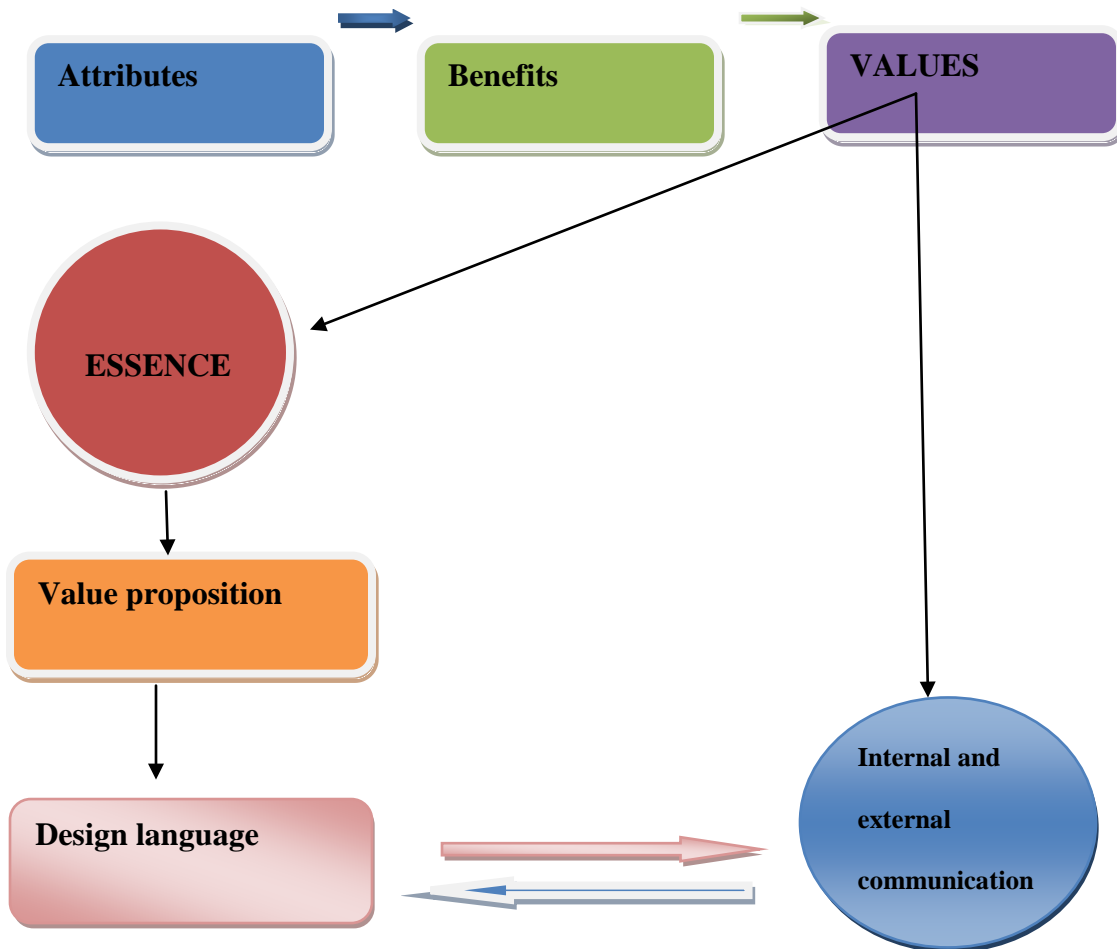 Attributes
Benefits
VALUES
ESSENCE
Value proposition
Design language
Internal and
external
communication